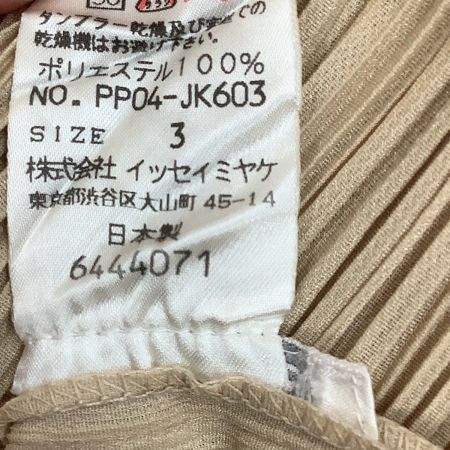 30
タンブラー乾燥及び家庭での
乾燥機はお避け下さい。
ポリエステル100%
NO. PP04-JK603
SIZE 3
株式会社 イッセイミヤケ
東京都渋谷区大山町 45-14
日本製
6444071